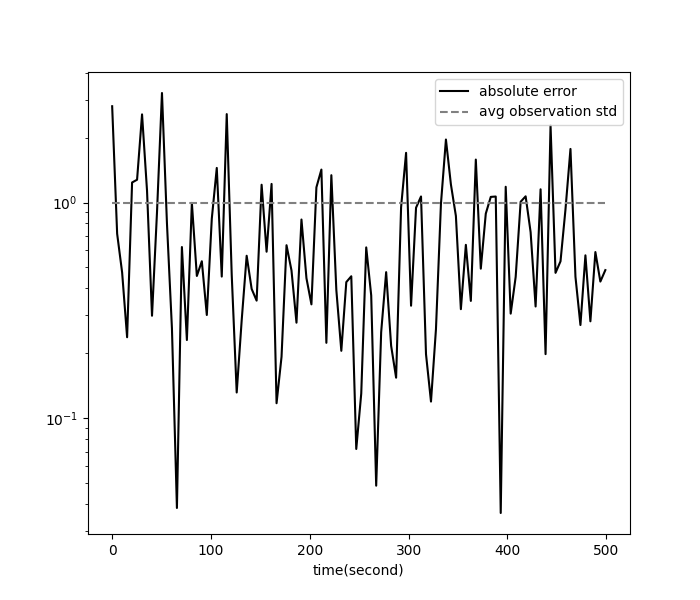 absolute error
avg observation std
10⁰
10⁻¹
0 100 200 300 400 500
time(second)